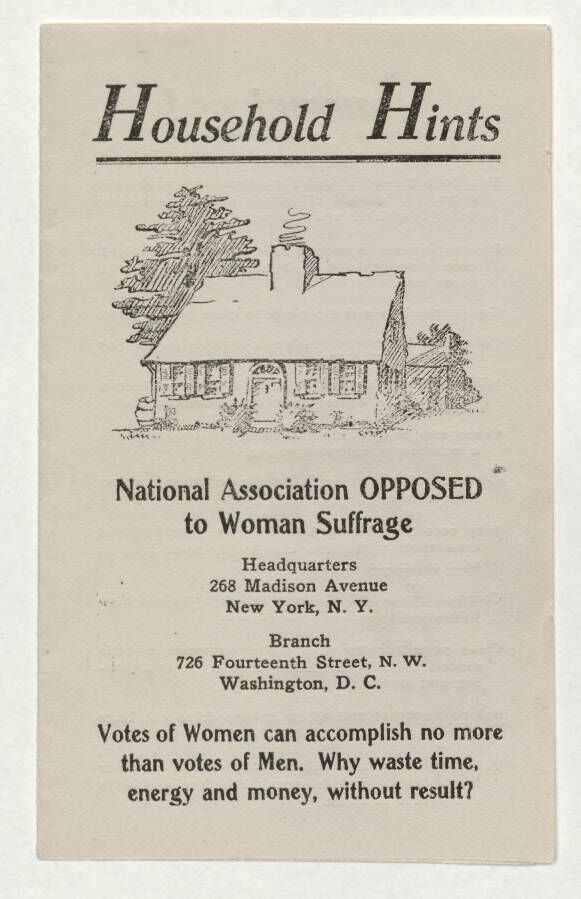 Household Hints
National Association OPPOSED
to Woman Suffrage
Headquarters
268 Madison Avenue
New York, N. Y.
Branch
726 Fourteenth Street, N. W.
Washington, D. C.
Votes of Women can accomplish no more
than votes of Men. Why waste time,
energy and money, without result?